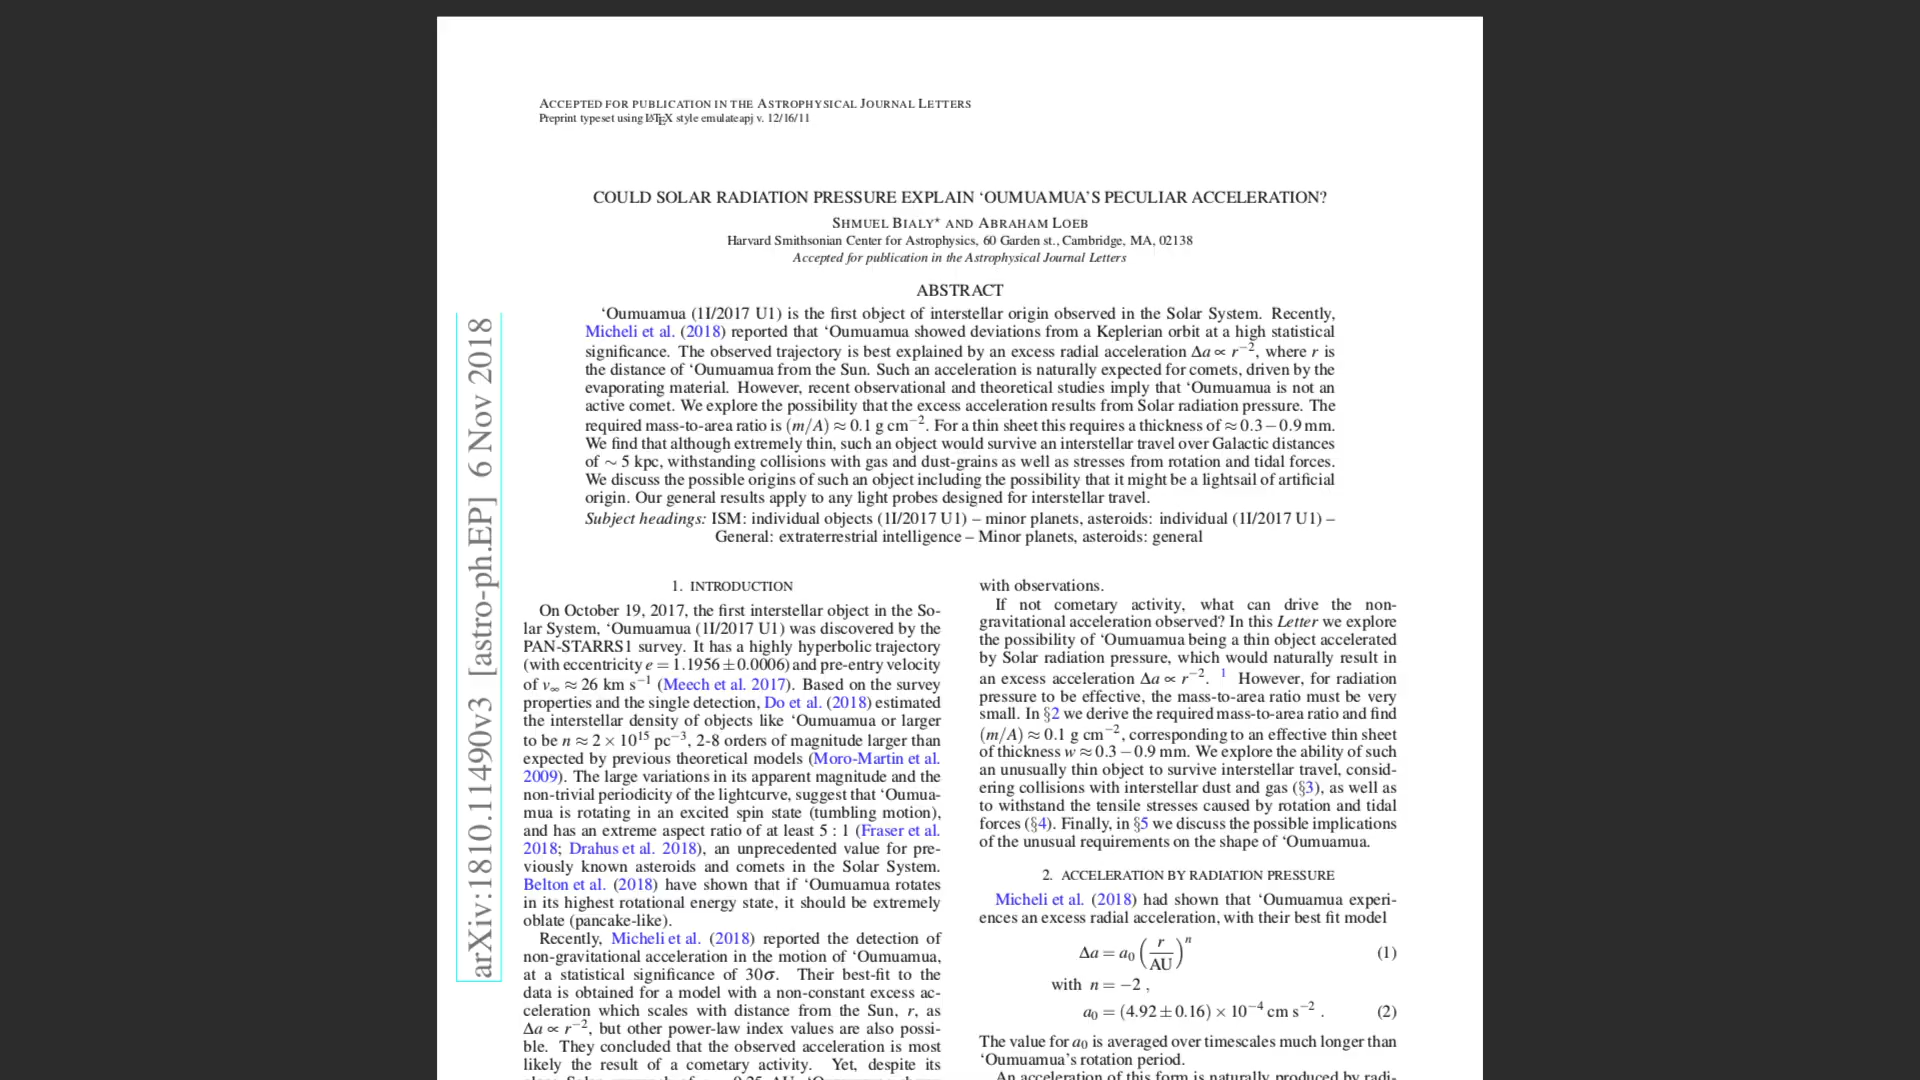 ACCEPTED FOR PUBLICATION IN THE ASTROPHYSICAL JOURNAL LETTERS
Preprint typeset using LATEX style emulateapj v. 12/16/11
COULD SOLAR RADIATION PRESSURE EXPLAIN ‘OUMUAMUA’S PECULIAR ACCELERATION?
SHMUEL BIALY* AND ABRAHAM LOEB
Harvard Smithsonian Center for Astrophysics, 60 Garden st., Cambridge, MA, 02138
Accepted for publication in the Astrophysical Journal Letters
ABSTRACT
‘Oumuamua (1I/2017 U1) is the first object of interstellar origin observed in the Solar System. Recently,
Micheli et al. (2018) reported that ‘Oumuamua showed deviations from a Keplerian orbit at a high statistical
significance. The observed trajectory is best explained by an excess radial acceleration Δa ∝ r⁻², where r is
the distance of ‘Oumuamua from the Sun. Such an acceleration is naturally expected for comets, driven by the
evaporating material. However, recent observational and theoretical studies imply that ‘Oumuamua is not an
active comet. We explore the possibility that the excess acceleration results from Solar radiation pressure. The
required mass-to-area ratio is (m/A) ≈ 0.1 g cm⁻². For a thin sheet this requires a thickness of ≈ 0.3 − 0.9 mm.
We find that although extremely thin, such an object would survive an interstellar travel over Galactic distances
of ∼ 5 kpc, withstanding collisions with gas and dust-grains as well as stresses from rotation and tidal forces.
We discuss the possible origins of such an object including the possibility that it might be a lightsail of artificial
origin. Our general results apply to any light probes designed for interstellar travel.
Subject headings: ISM: individual objects (1I/2017 U1) – minor planets, asteroids: individual (1I/2017 U1) –
General: extraterrestrial intelligence – Minor planets, asteroids: general
arXiv:1810.11490v3 [astro-ph.EP] 6 Nov 2018
1. INTRODUCTION
On October 19, 2017, the first interstellar object in the So-
lar System, ‘Oumuamua (1I/2017 U1) was discovered by the
PAN-STARRS1 survey. It has a highly hyperbolic trajectory
(with eccentricity e = 1.1956 ± 0.0006) and pre-entry velocity
of v∞ ≈ 26 km s⁻¹ (Meech et al. 2017). Based on the survey
properties and the single detection, Do et al. (2018) estimated
the interstellar density of objects like ‘Oumuamua or larger
to be n ≈ 2 × 10¹⁵ pc⁻³, 2-8 orders of magnitude larger than
expected by previous theoretical models (Moro-Martin et al.
2009). The large variations in its apparent magnitude and the
non-trivial periodicity of the lightcurve, suggest that ‘Oumua-
mua is rotating in an excited spin state (tumbling motion),
and has an extreme aspect ratio of at least 5 : 1 (Fraser et al.
2018; Drahus et al. 2018), an unprecedented value for pre-
viously known asteroids and comets in the Solar System.
Belton et al. (2018) have shown that if ‘Oumuamua rotates
in its highest rotational energy state, it should be extremely
oblate (pancake-like).
Recently, Micheli et al. (2018) reported the detection of
non-gravitational acceleration in the motion of ‘Oumuamua,
at a statistical significance of 30σ. Their best-fit to the
data is obtained for a model with a non-constant excess ac-
celeration which scales with distance from the Sun, r, as
Δa ∝ r⁻², but other power-law index values are also possi-
ble. They concluded that the observed acceleration is most
likely the result of a cometary activity. Yet, despite its
with observations.
If not cometary activity, what can drive the non-
gravitational acceleration observed? In this Letter we explore
the possibility of ‘Oumuamua being a thin object accelerated
by Solar radiation pressure, which would naturally result in
an excess acceleration Δa ∝ r⁻². ¹ However, for radiation
pressure to be effective, the mass-to-area ratio must be very
small. In §2 we derive the required mass-to-area ratio and find
(m/A) ≈ 0.1 g cm⁻², corresponding to an effective thin sheet
of thickness w ≈ 0.3 − 0.9 mm. We explore the ability of such
an unusually thin object to survive interstellar travel, consid-
ering collisions with interstellar dust and gas (§3), as well as
to withstand the tensile stresses caused by rotation and tidal
forces (§4). Finally, in §5 we discuss the possible implications
of the unusual requirements on the shape of ‘Oumuamua.
2. ACCELERATION BY RADIATION PRESSURE
Micheli et al. (2018) had shown that ‘Oumuamua experi-
ences an excess radial acceleration, with their best fit model
Δa = a₀ (r/AU)ⁿ (1)
with n = −2 ,
a₀ = (4.92 ± 0.16) × 10⁻⁴ cm s⁻² . (2)
The value for a₀ is averaged over timescales much longer than
‘Oumuamua’s rotation period.
An acceleration of this form is naturally produced by radi-